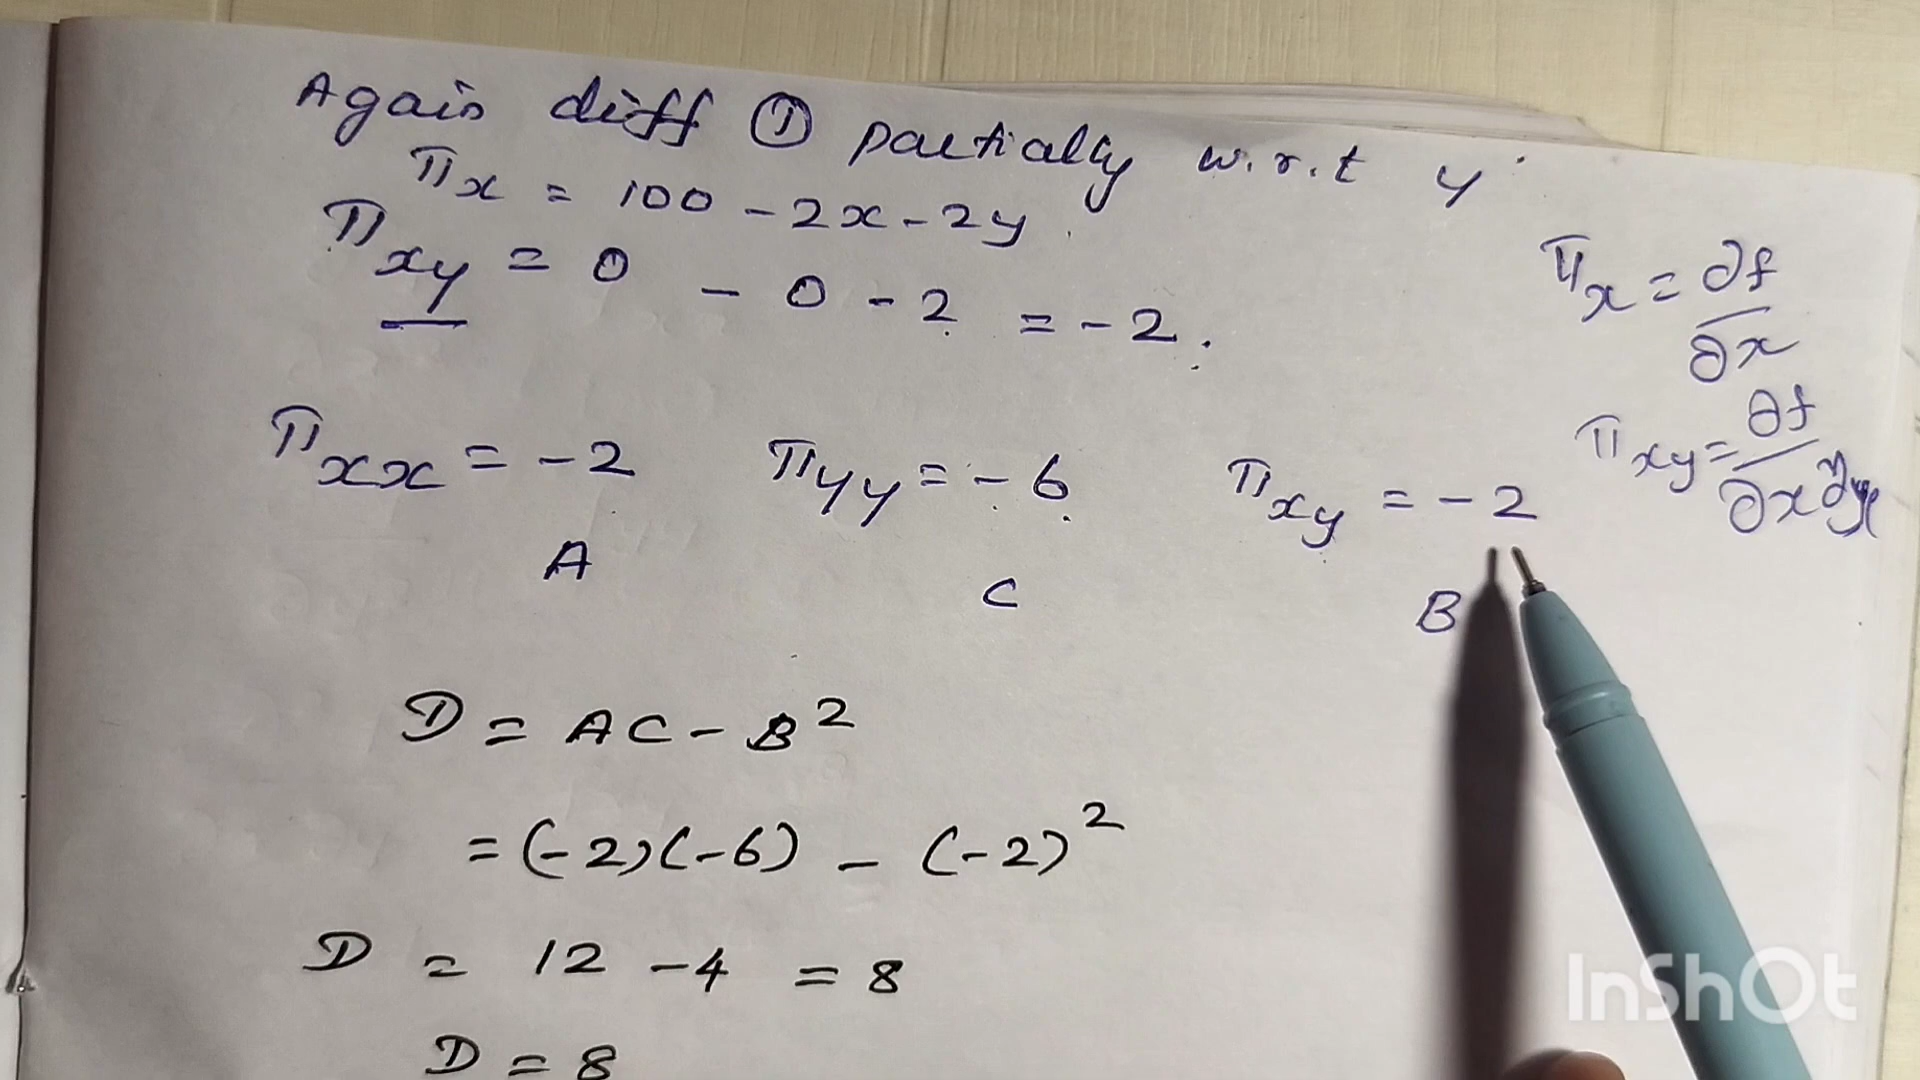 Again diff ① partially w.r.t y.
πx = 100 - 2x - 2y.
πxy = 0 - 0 - 2 = -2.
πx = ∂f/∂x
πxy = ∂f/∂x∂y
πxx = -2 πyy = -6 πxy = -2
A C B
D = AC - B²
= (-2)(-6) - (-2)²
D = 12 - 4 = 8
D = 8
InShOt